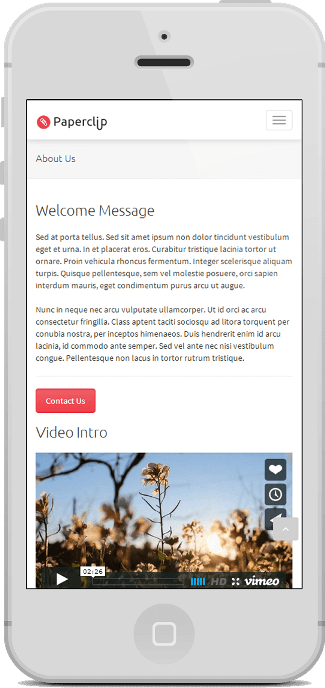 Paperclip
About Us
Welcome Message
Sed at porta tellus. Sed sit amet ipsum non dolor tincidunt vestibulum
eget et urna. In et placerat eros. Curabitur tristique lacinia tortor ut
ornare. Proin vehicula rhoncus fermentum. Integer scelerisque aliquam
turpis. Quisque pellentesque, sem vel molestie posuere, orci sapien
interdum mauris, eget condimentum purus arcu ut augue.
Nunc in neque nec arcu vulputate ullamcorper. Ut id orci ac arcu
consectetur fringilla. Class aptent taciti sociosqu ad litora torquent per
conubia nostra, per inceptos himenaeos. Duis hendrerit enim id arcu
lacinia, id commodo ante semper. Sed vel ante nec nisi vestibulum
congue. Pellentesque non lacus in tortor rutrum tristique.
Contact Us
Video Intro
02:26
HD vimeo